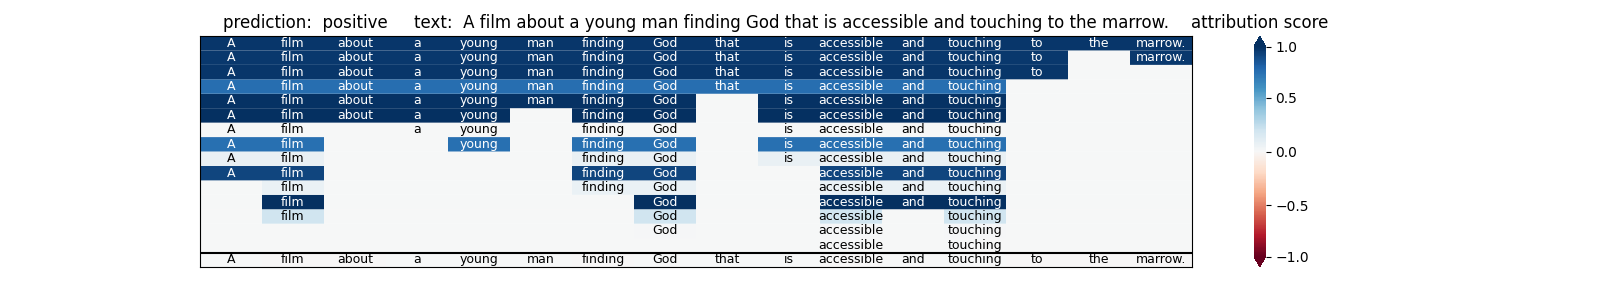 prediction:  positive     text:  A film about a young man finding God that is accessible and touching to the marrow.     attribution score
A film about a young man finding God that is accessible and touching to the marrow. 1.0
A film about a young man finding God that is accessible and touching to marrow.
A film about a young man finding God that is accessible and touching to
A film about a young man finding God that is accessible and touching
A film about a young man finding God is accessible and touching 0.5
A film about a young finding God is accessible and touching
A film a young finding God is accessible and touching
A film young finding God is accessible and touching
A film finding God is accessible and touching 0.0
A film finding God accessible and touching
film finding God accessible and touching
film God accessible and touching −0.5
film God accessible touching
God accessible touching
accessible touching
A film about a young man finding God that is accessible and touching to the marrow. −1.0